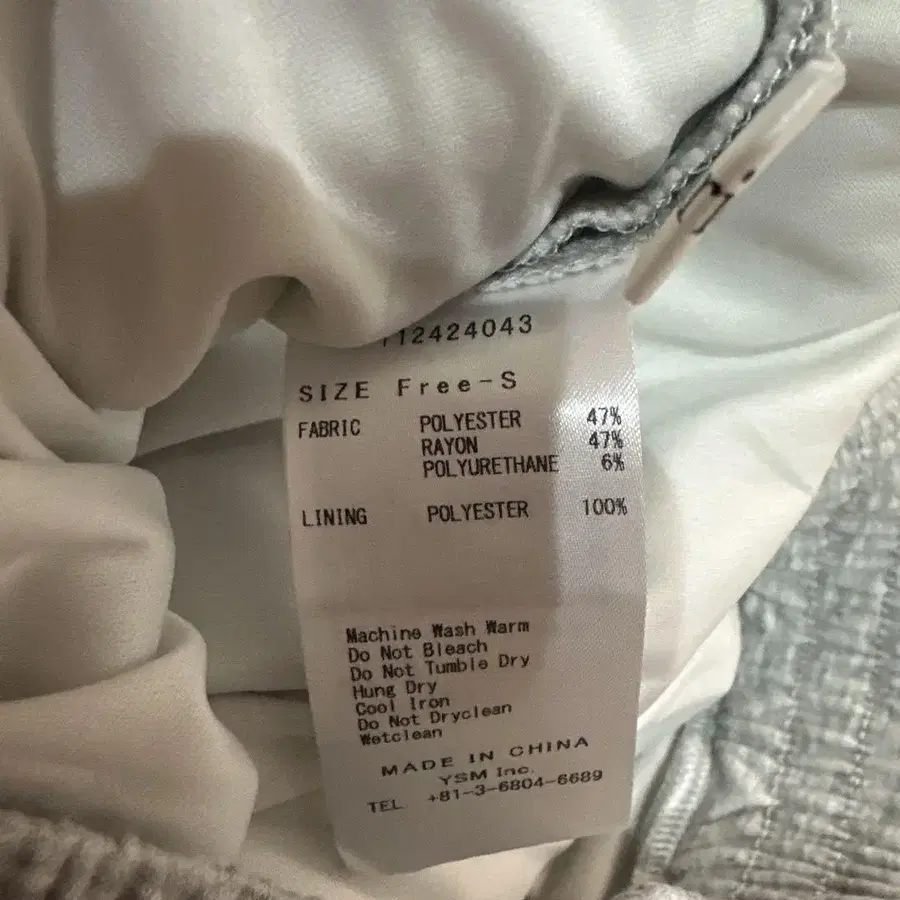 12424043
SIZE Free-S
FABRIC POLYESTER 47%
RAYON 47%
POLYURETHANE 6%
LINING POLYESTER 100%
Machine Wash Warm
Do Not Bleach
Do Not Tumble Dry
Hung Dry
Cool Iron
Do Not Dryclean
Wetclean
MADE IN CHINA
YSM Inc.
TEL +81-3-6804-6689